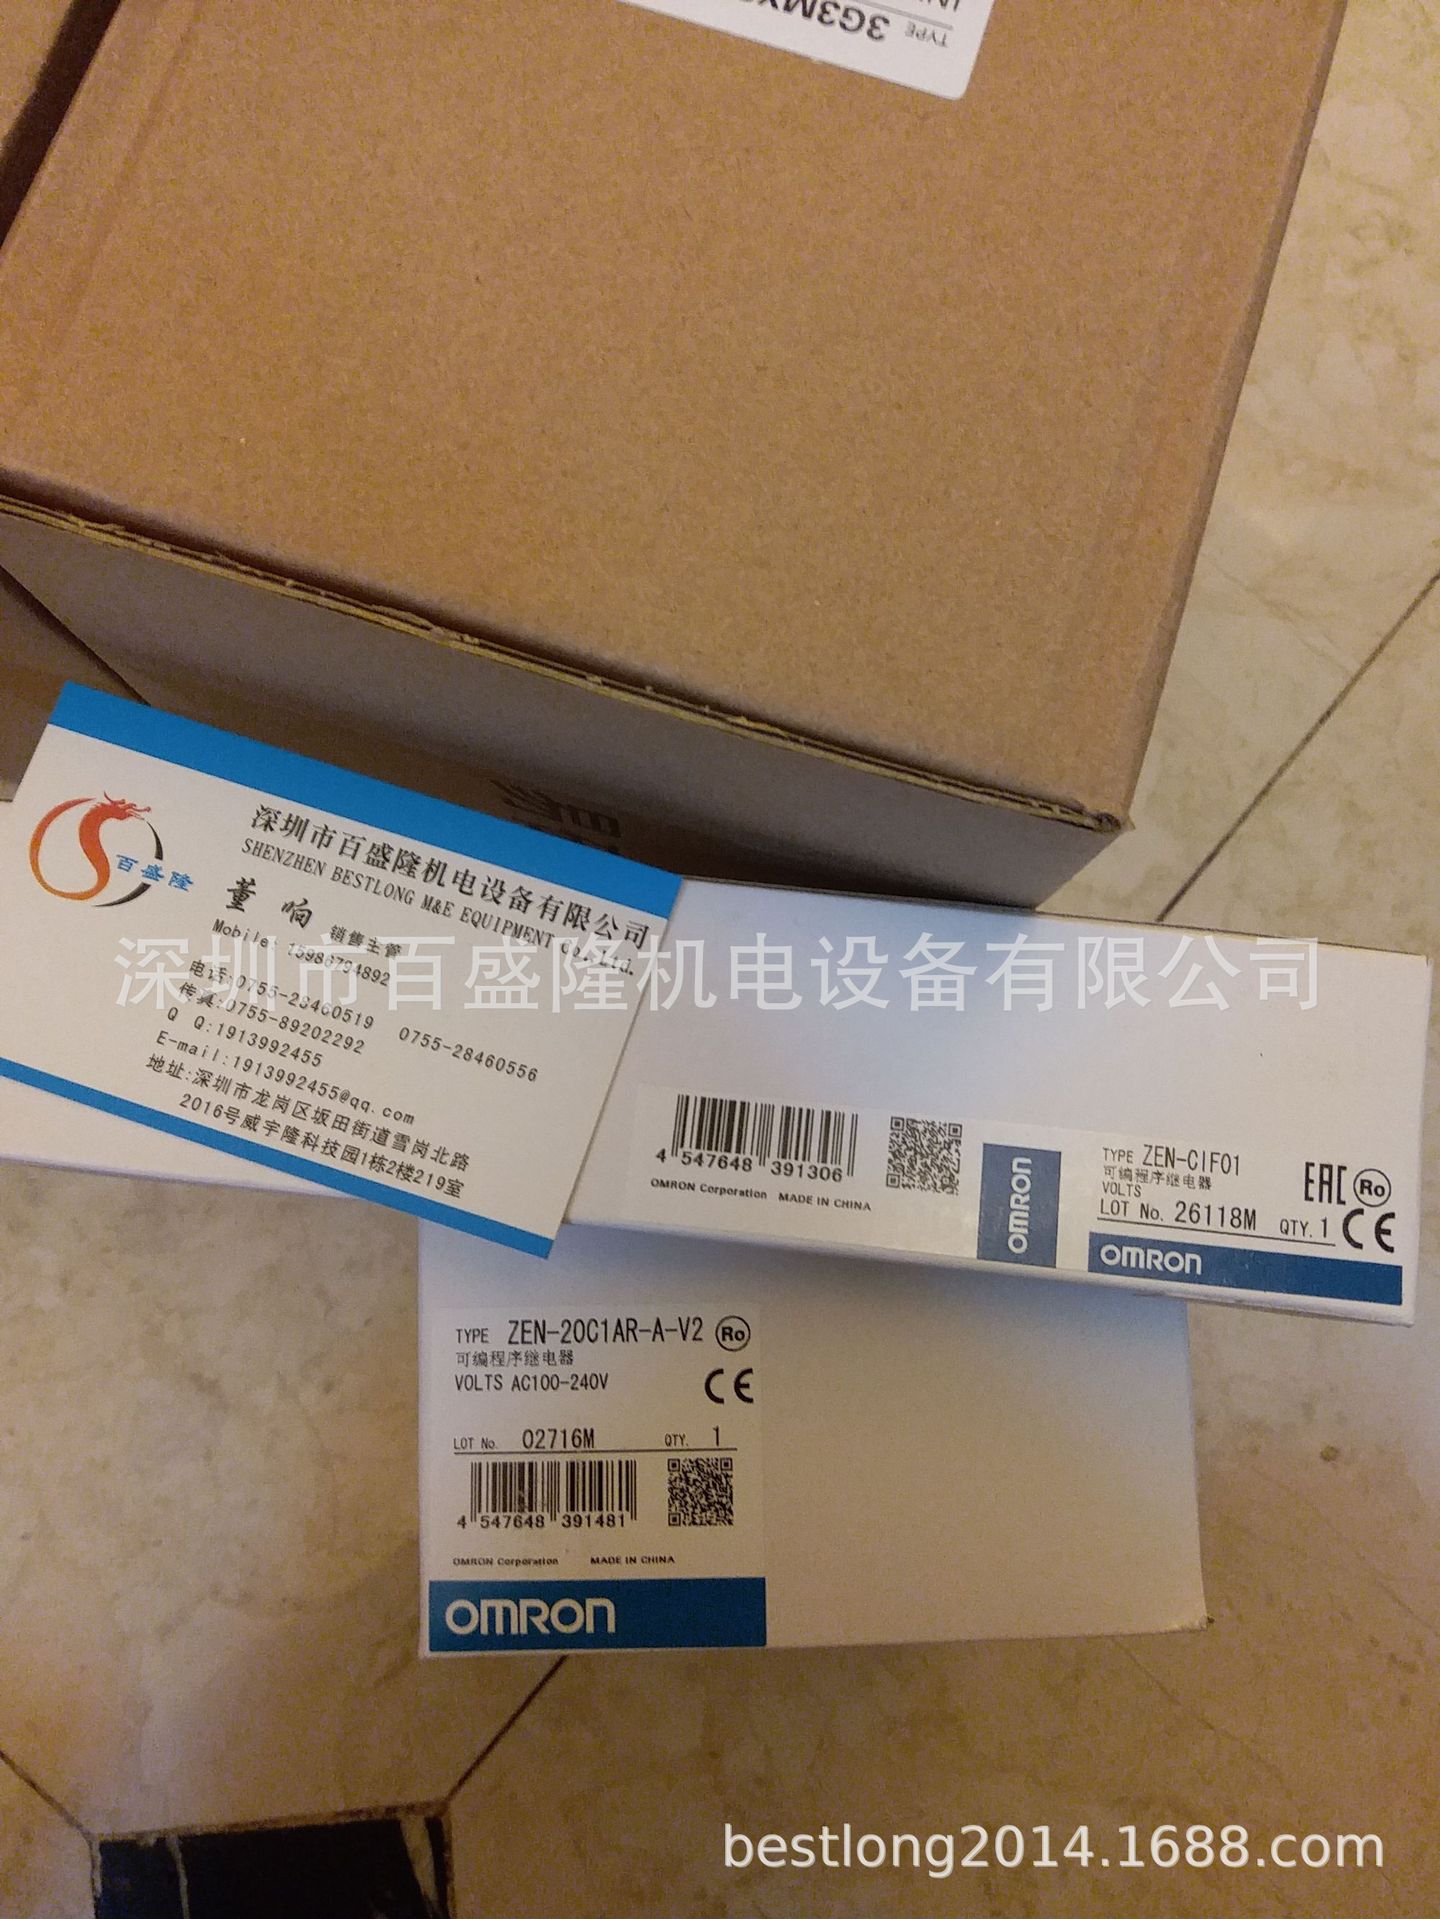 TYPE 3G3MX
百盛隆
深圳市百盛隆机电设备有限公司
SHENZHEN BESTLONG M&E EQUIPMENT Co.,Ltd.
董 响 销售主管
Mobile: 15986794892
电话:0755-28460519 0755-28460556
传真:0755-89202292
Q Q:1913992455
E-mail:1913992455@qq.com
地址:深圳市龙岗区坂田街道雪岗北路
2016号威宇隆科技园1栋2楼219室
深圳市百盛隆机电设备有限公司
4 547648 391306
OMRON Corporation MADE IN CHINA
OMRON
TYPE ZEN-CIF01
可编程序继电器
VOLTS
LOT No. 26118M QTY. 1
EAC Ro
CE
OMRON
TYPE ZEN-20C1AR-A-V2 Ro
可编程序继电器
VOLTS AC100-240V
CE
LOT No. 02716M QTY. 1
4 547648 391481
OMRON Corporation MADE IN CHINA
OMRON
bestlong2014.1688.com